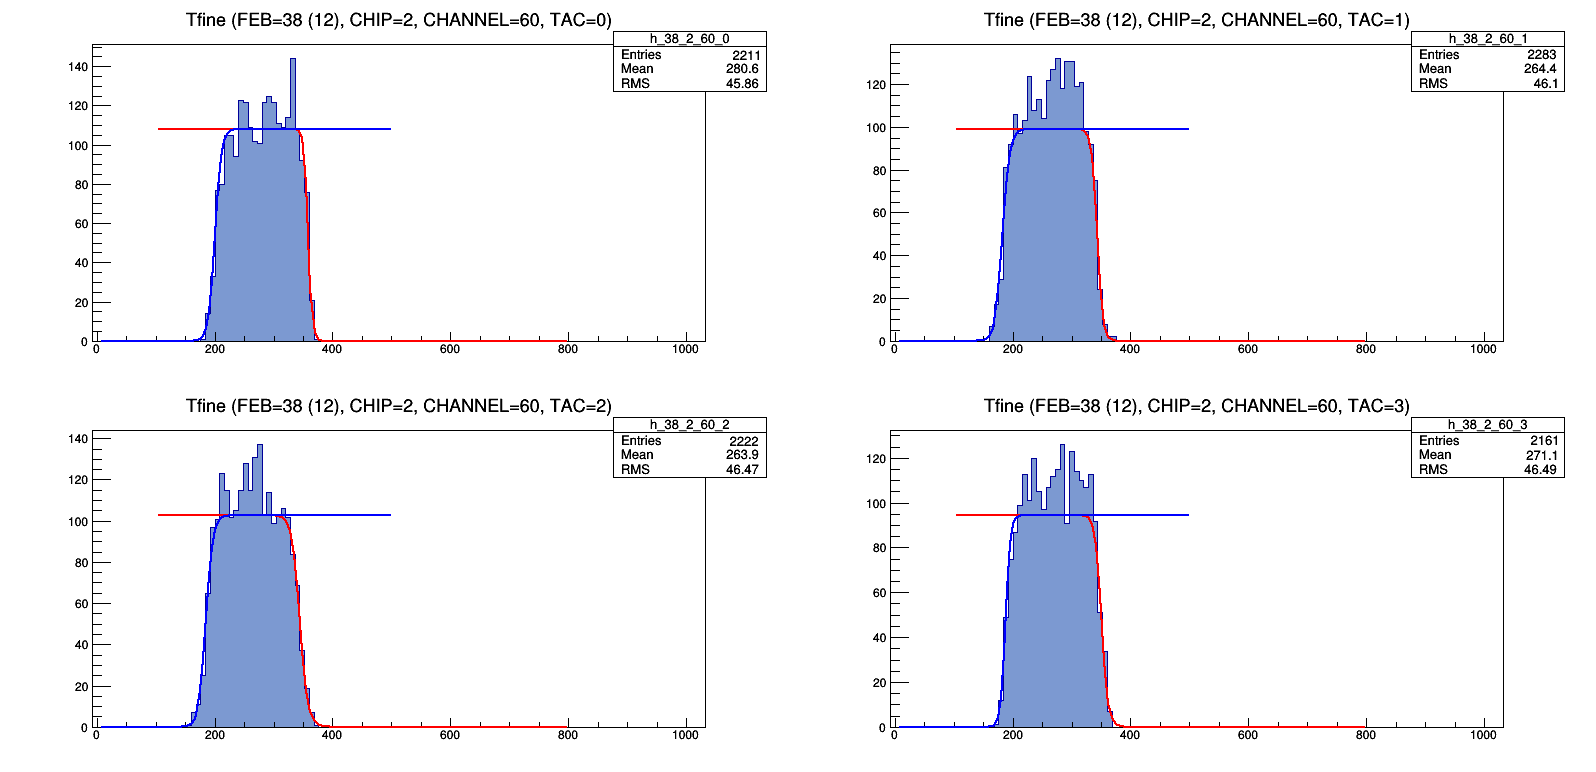 Tfine (FEB=38 (12), CHIP=2, CHANNEL=60, TAC=0)
h_38_2_60_0
Entries 2211
Mean 280.6
RMS 45.86
140
120
100
80
60
40
20
0
0 200 400 600 800 1000
Tfine (FEB=38 (12), CHIP=2, CHANNEL=60, TAC=1)
h_38_2_60_1
Entries 2283
Mean 264.4
RMS 46.1
120
100
80
60
40
20
0
0 200 400 600 800 1000
Tfine (FEB=38 (12), CHIP=2, CHANNEL=60, TAC=2)
h_38_2_60_2
Entries 2222
Mean 263.9
RMS 46.47
140
120
100
80
60
40
20
0
0 200 400 600 800 1000
Tfine (FEB=38 (12), CHIP=2, CHANNEL=60, TAC=3)
h_38_2_60_3
Entries 2161
Mean 271.1
RMS 46.49
120
100
80
60
40
20
0
0 200 400 600 800 1000